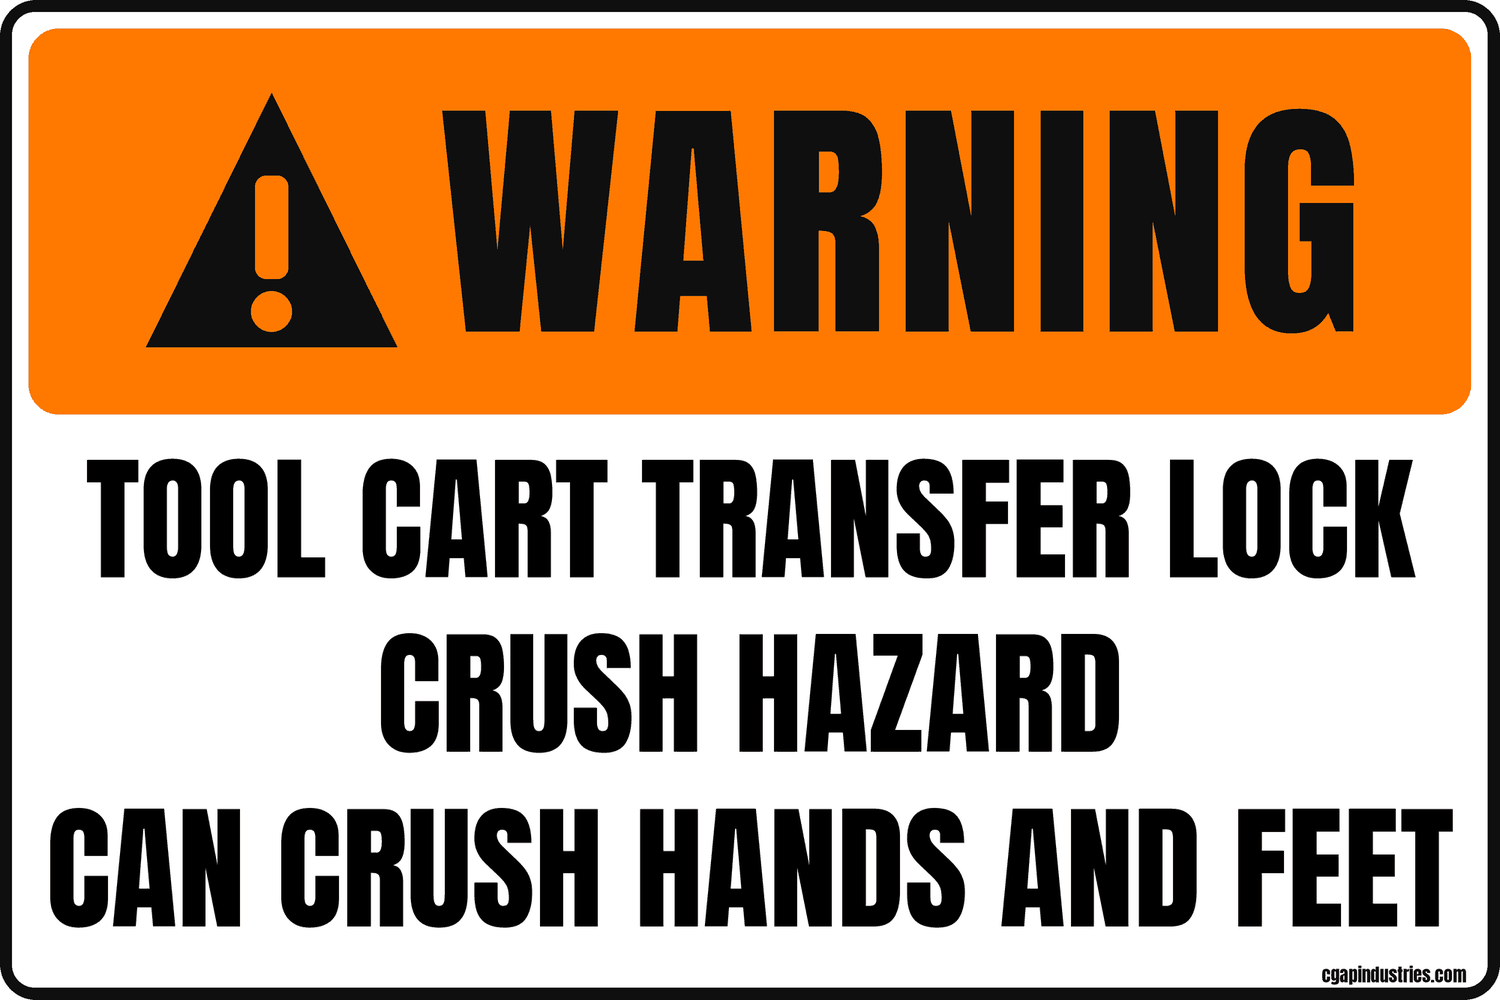 WARNING
TOOL CART TRANSFER LOCK
CRUSH HAZARD
CAN CRUSH HANDS AND FEET
cgapindustries.com